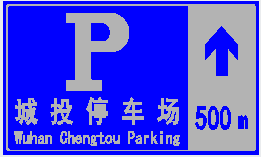 P
城投停车场
Wuhan Chengtou Parking
500 m